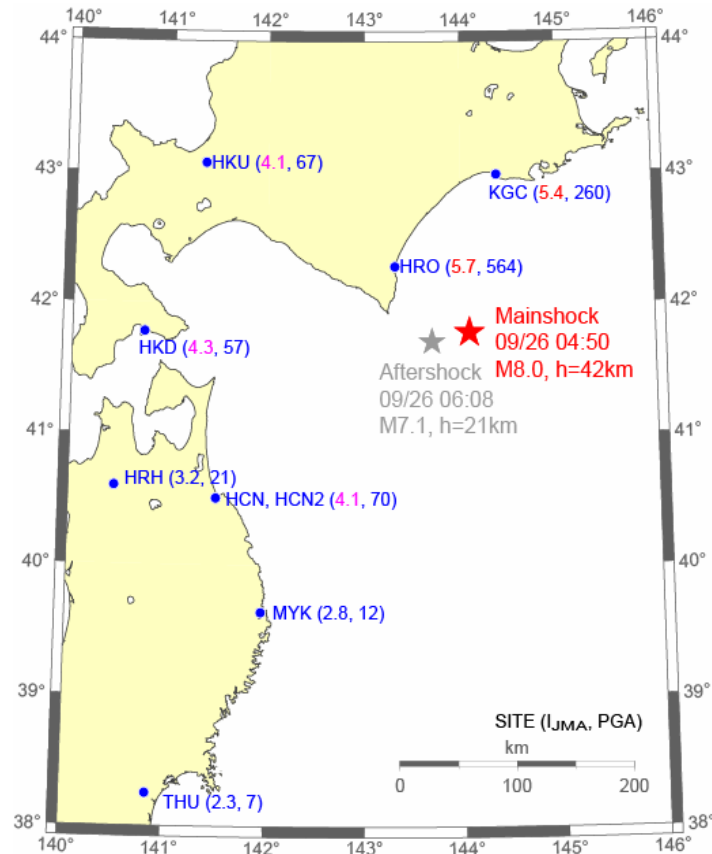 140° 141° 142° 143° 144° 145° 146°
44° 44°
HKU (4.1, 67)
43° 43°
KGC (5.4, 260)
HRO (5.7, 564)
42° 42°
Mainshock
09/26 04:50
M8.0, h=42km
HKD (4.3, 57)
Aftershock
09/26 06:08
M7.1, h=21km
41° 41°
HRH (3.2, 21)
HCN, HCN2 (4.1, 70)
40° 40°
MYK (2.8, 12)
39° 39°
SITE (IJMA, PGA)
km
0 100 200
THU (2.3, 7)
38° 38°
140° 141° 142° 143° 144° 145° 146°